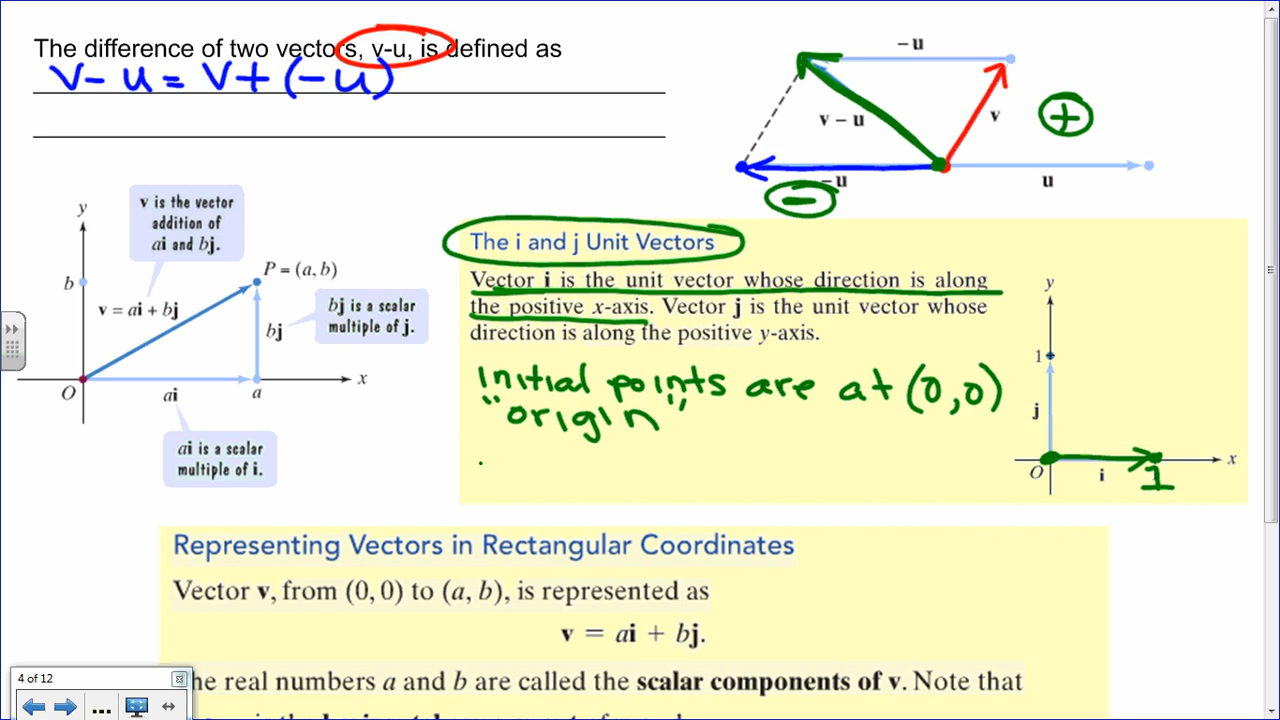 The difference of two vectors, v-u, is defined as
v - u = v + (-u)
-u
v - u
v
+
-u
-
u
v is the vector
addition of
ai and bj.
y
b
P = (a, b)
v = ai + bj
bj
bj is a scalar
multiple of j.
O
ai
a
x
ai is a scalar
multiple of i.
The i and j Unit Vectors
Vector i is the unit vector whose direction is along
the positive x-axis. Vector j is the unit vector whose
direction is along the positive y-axis.
initial points are at (0,0)
"origin"
y
1
j
O
i
1
x
Representing Vectors in Rectangular Coordinates
Vector v, from (0, 0) to (a, b), is represented as
v = ai + bj.
he real numbers a and b are called the scalar components of v. Note that
4 of 12
...